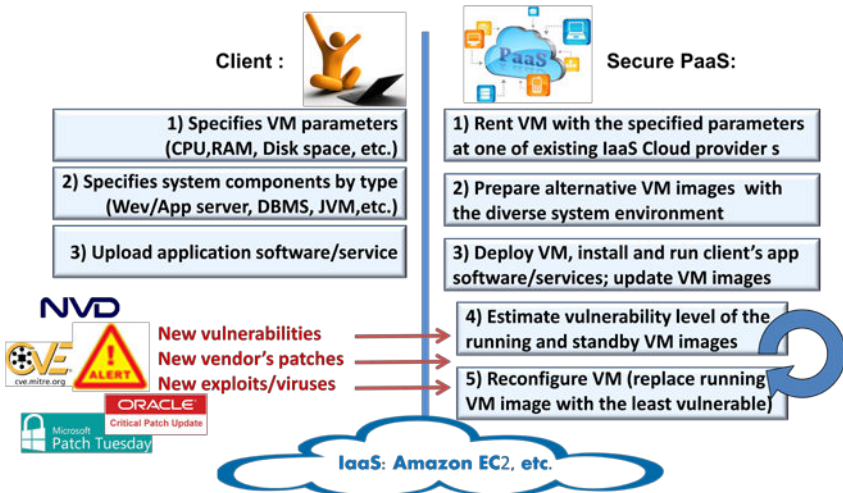 Client :
PaaS
Secure PaaS:
1) Specifies VM parameters
(CPU,RAM, Disk space, etc.)
2) Specifies system components by type
(Wev/App server, DBMS, JVM,etc.)
3) Upload application software/service
1) Rent VM with the specified parameters
at one of existing IaaS Cloud provider s
2) Prepare alternative VM images with
the diverse system environment
3) Deploy VM, install and run client's app
software/services; update VM images
4) Estimate vulnerability level of the
running and standby VM images
5) Reconfigure VM (replace running
VM image with the least vulnerable)
NVD
CVE
cve.mitre.org
ALERT
New vulnerabilities
New vendor's patches
New exploits/viruses
ORACLE
Critical Patch Update
Microsoft
Patch Tuesday
IaaS: Amazon EC2, etc.